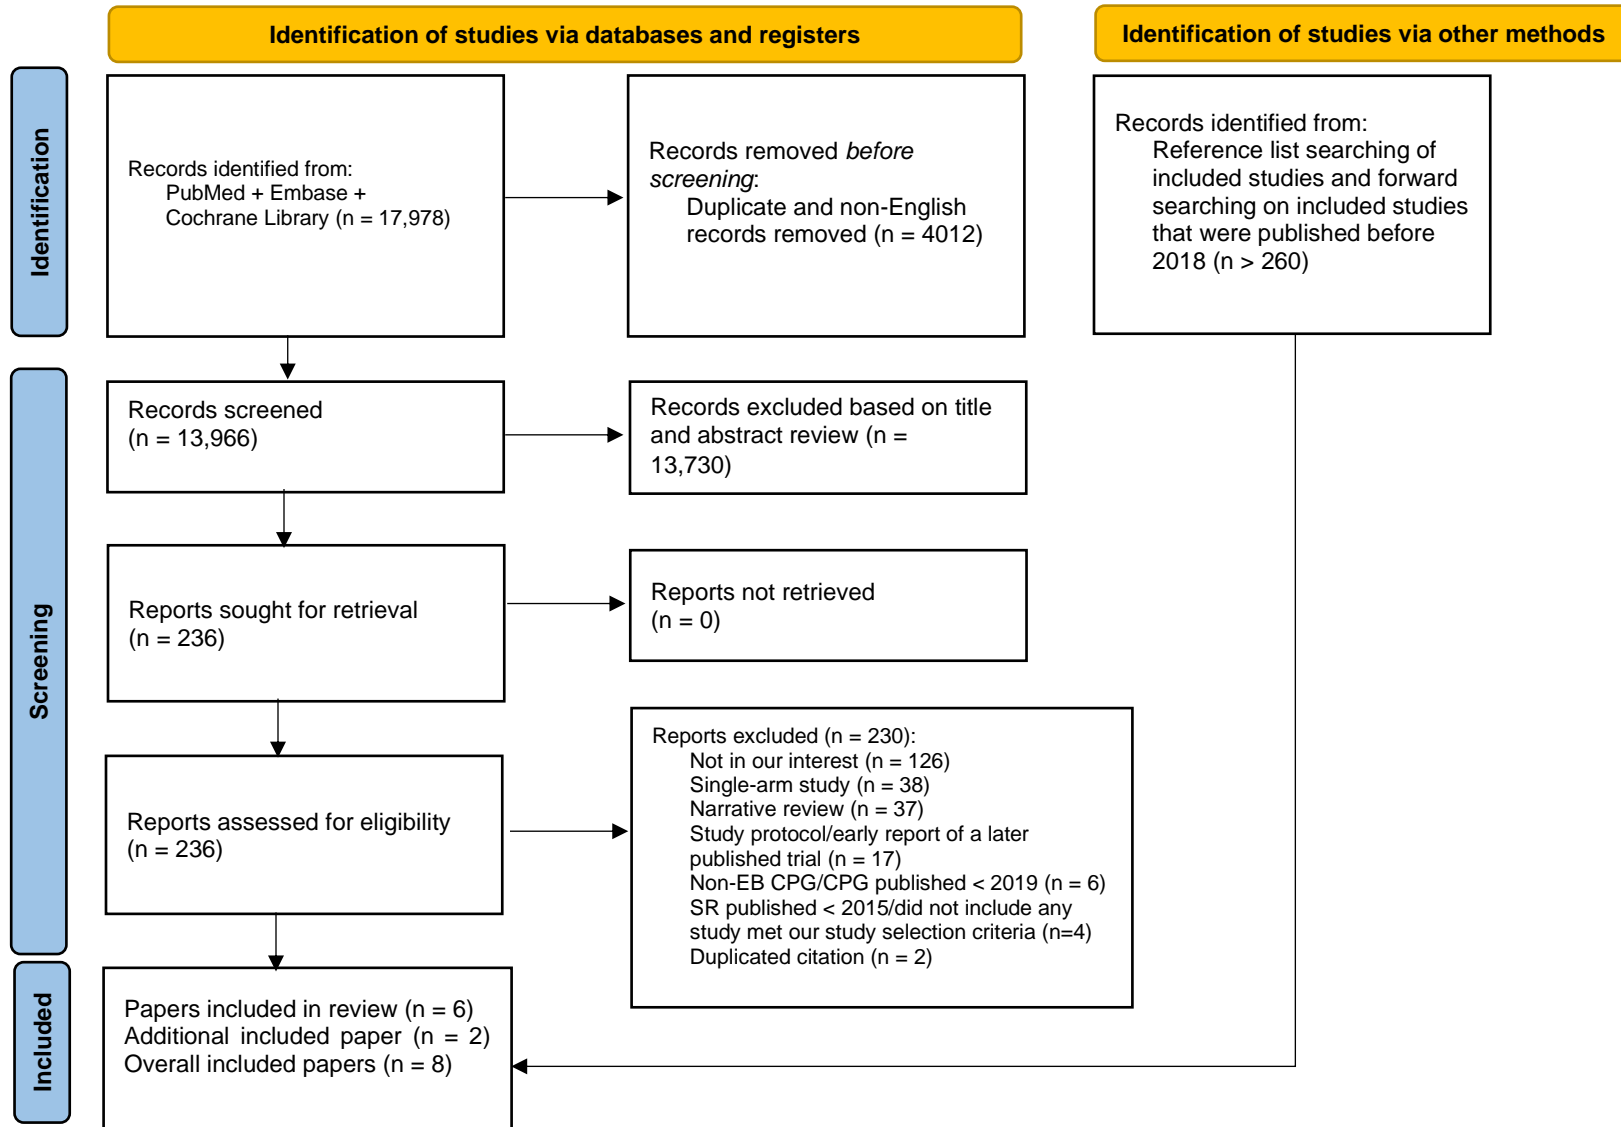 Identification of studies via databases and registers
Identification of studies via other methods
Identification
Records identified from:
PubMed + Embase +
Cochrane Library (n = 17,978)
Records removed before
screening:
Duplicate and non-English
records removed (n = 4012)
Records identified from:
Reference list searching of
included studies and forward
searching on included studies
that were published before
2018 (n > 260)
Screening
Records screened
(n = 13,966)
Records excluded based on title
and abstract review (n =
13,730)
Reports sought for retrieval
(n = 236)
Reports not retrieved
(n = 0)
Reports assessed for eligibility
(n = 236)
Reports excluded (n = 230):
Not in our interest (n = 126)
Single-arm study (n = 38)
Narrative review (n = 37)
Study protocol/early report of a later
published trial (n = 17)
Non-EB CPG/CPG published < 2019 (n = 6)
SR published < 2015/did not include any
study met our study selection criteria (n=4)
Duplicated citation (n = 2)
Included
Papers included in review (n = 6)
Additional included paper (n = 2)
Overall included papers (n = 8)